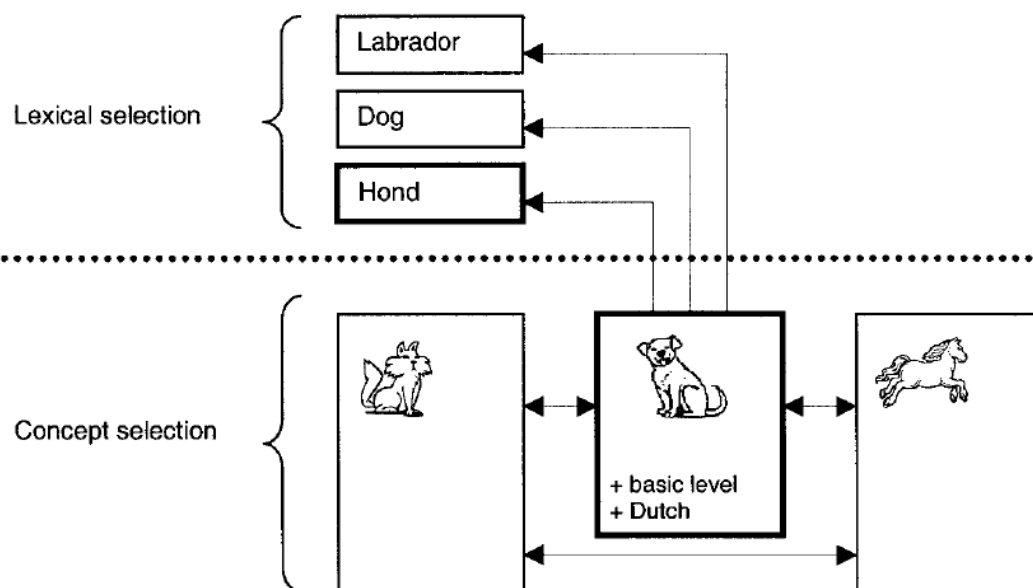 Labrador
Lexical selection
Dog
Hond
Concept selection
+ basic level
+ Dutch